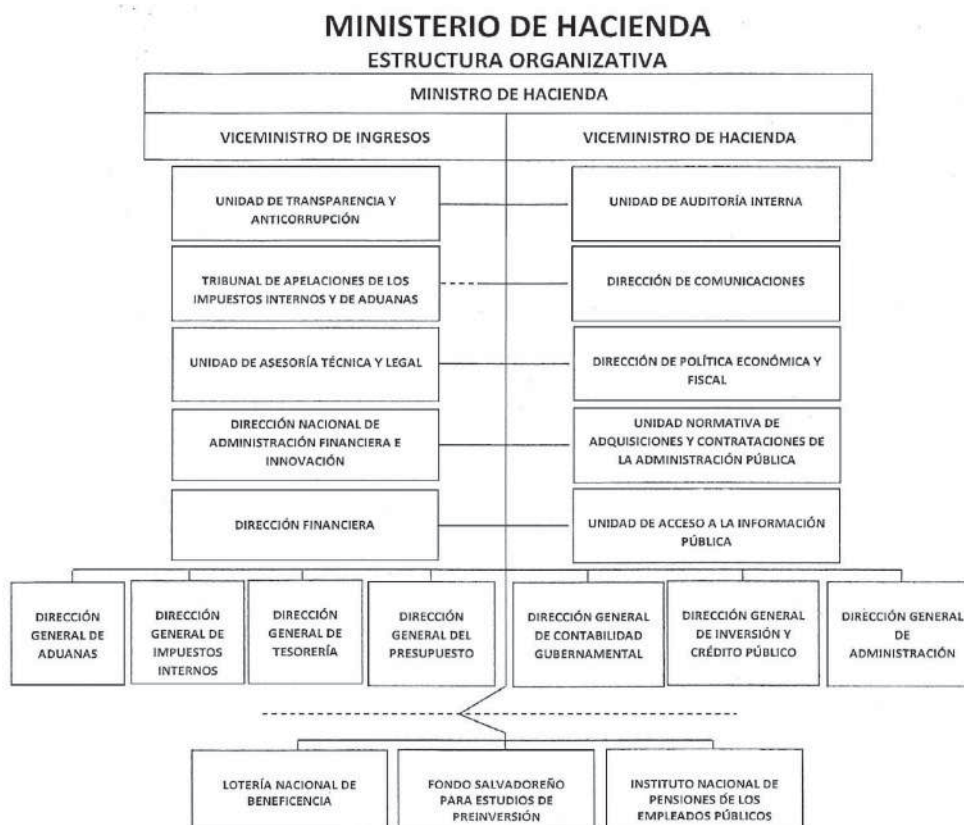 MINISTERIO DE HACIENDA
ESTRUCTURA ORGANIZATIVA
MINISTRO DE HACIENDA
VICEMINISTRO DE INGRESOS
VICEMINISTRO DE HACIENDA
UNIDAD DE TRANSPARENCIA Y
ANTICORRUPCIÓN
UNIDAD DE AUDITORÍA INTERNA
TRIBUNAL DE APELACIONES DE LOS
IMPUESTOS INTERNOS Y DE ADUANAS
DIRECCIÓN DE COMUNICACIONES
UNIDAD DE ASESORÍA TÉCNICA Y LEGAL
DIRECCIÓN DE POLÍTICA ECONÓMICA Y
FISCAL
DIRECCIÓN NACIONAL DE
ADMINISTRACIÓN FINANCIERA E
INNOVACIÓN
UNIDAD NORMATIVA DE
ADQUISICIONES Y CONTRATACIONES DE
LA ADMINISTRACIÓN PÚBLICA
DIRECCIÓN FINANCIERA
UNIDAD DE ACCESO A LA INFORMACIÓN
PÚBLICA
DIRECCIÓN
GENERAL DE
ADUANAS
DIRECCIÓN
GENERAL DE
IMPUESTOS
INTERNOS
DIRECCIÓN
GENERAL DE
TESORERÍA
DIRECCIÓN
GENERAL DEL
PRESUPUESTO
DIRECCIÓN GENERAL
DE CONTABILIDAD
GUBERNAMENTAL
DIRECCIÓN GENERAL
DE INVERSIÓN Y
CRÉDITO PÚBLICO
DIRECCIÓN GENERAL
DE
ADMINISTRACIÓN
LOTERÍA NACIONAL DE
BENEFICENCIA
FONDO SALVADOREÑO
PARA ESTUDIOS DE
PREINVERSIÓN
INSTITUTO NACIONAL DE
PENSIONES DE LOS
EMPLEADOS PÚBLICOS